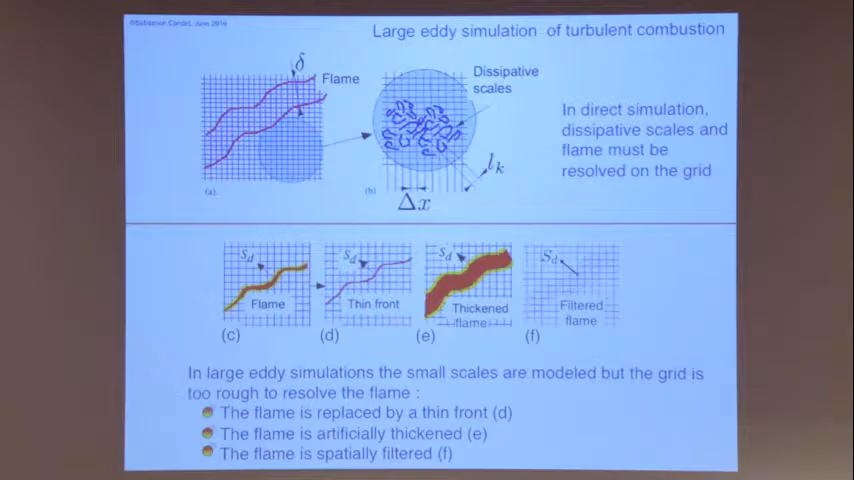 ©Sébastien Candel, June 2019
Large eddy simulation of turbulent combustion
δ
Flame
Dissipative
scales
In direct simulation,
dissipative scales and
flame must be
resolved on the grid
l_k
(a)
(b)
Δx
S_d
S_d
S_d
S_d
Flame
Thin front
Thickened
flame
Filtered
flame
(c)
(d)
(e)
(f)
In large eddy simulations the small scales are modeled but the grid is
too rough to resolve the flame :
The flame is replaced by a thin front (d)
The flame is artificially thickened (e)
The flame is spatially filtered (f)